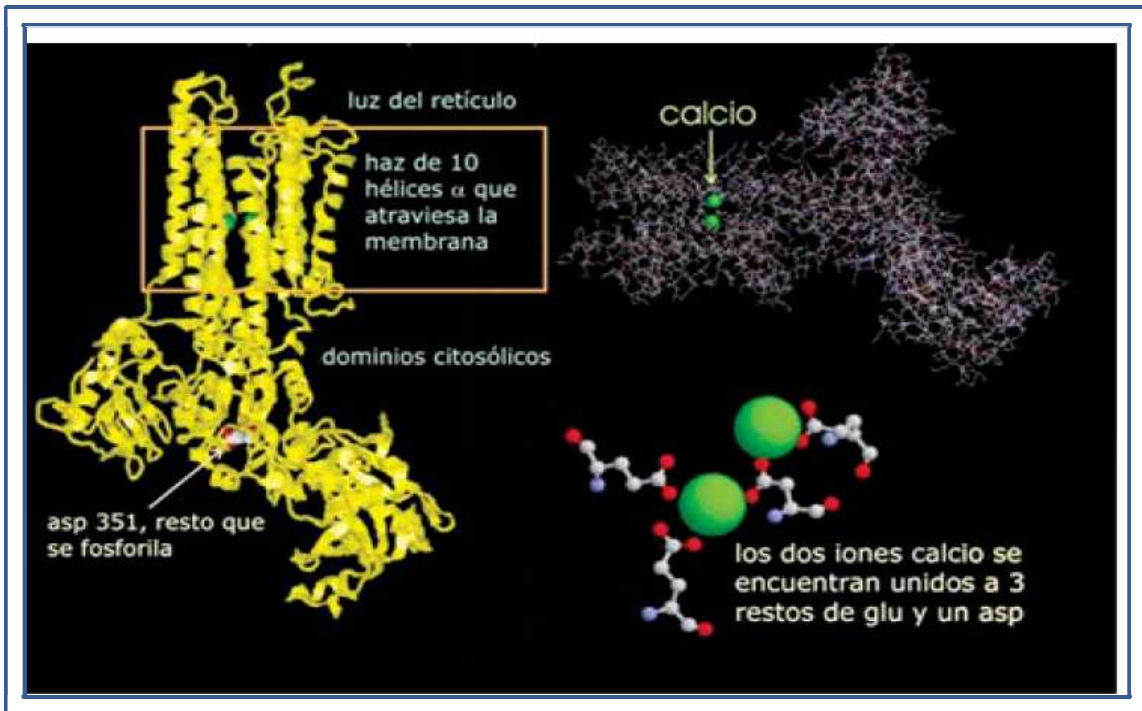 luz del retículo
haz de 10
hélices α que
atraviesa la
membrana
dominios citosólicos
asp 351, resto que
se fosforila
calcio
los dos iones calcio se
encuentran unidos a 3
restos de glu y un asp